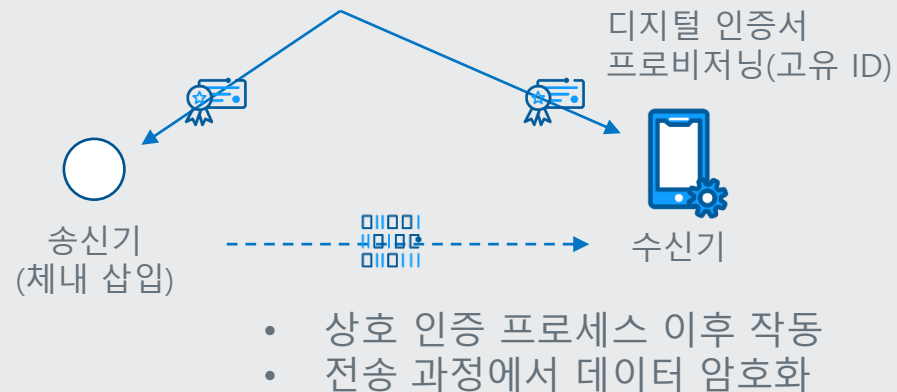 디지털 인증서
프로비저닝(고유 ID)
송신기
(체내 삽입)
수신기
• 상호 인증 프로세스 이후 작동
• 전송 과정에서 데이터 암호화